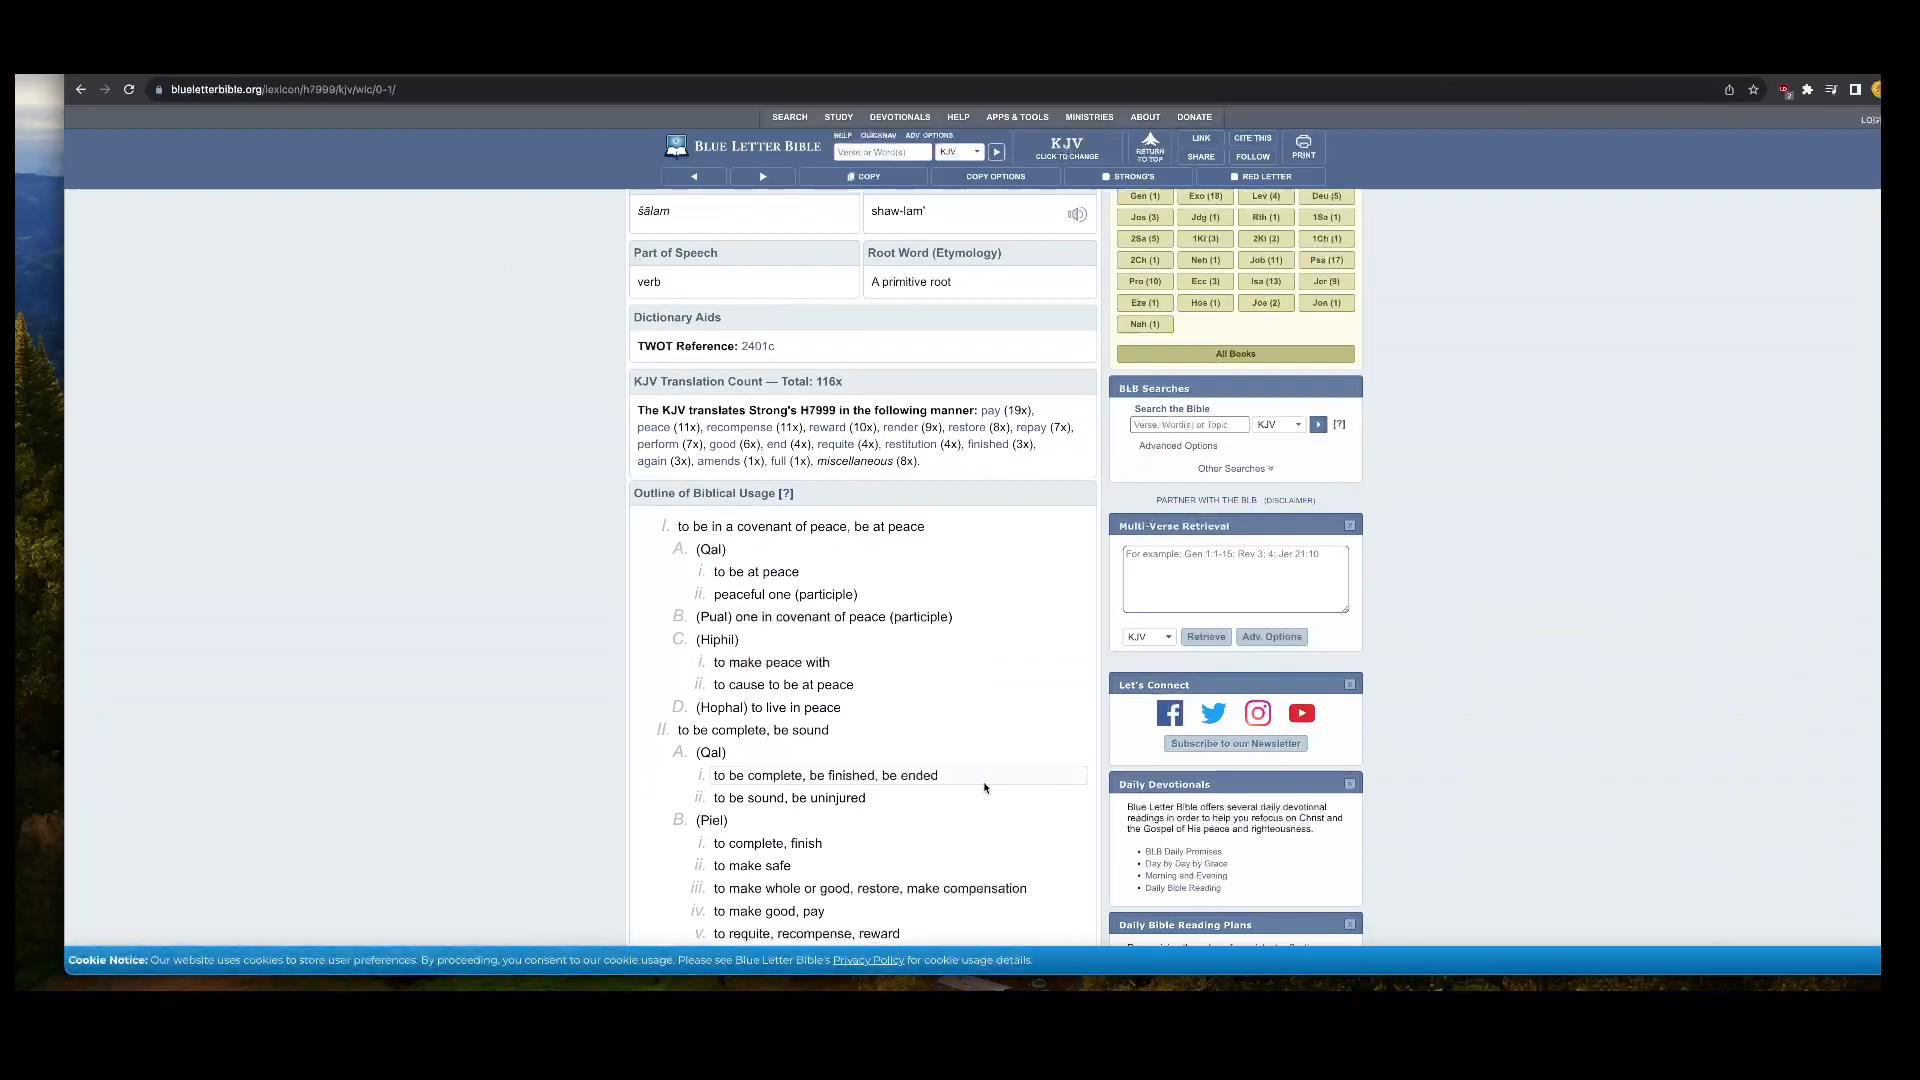 blueletterbible.org/lexicon/h7999/kjv/wlc/0-1/
SEARCH STUDY DEVOTIONALS HELP APPS & TOOLS MINISTRIES ABOUT DONATE
BLUE LETTER BIBLE
HELP QUICKNAV ADV. OPTIONS
Verse or Word(s) KJV
KJV
CLICK TO CHANGE
RETURN
TO TOP
LINK
CITE THIS
SHARE
FOLLOW
PRINT
COPY COPY OPTIONS STRONG'S RED LETTER
šālam
shaw-lam'
Part of Speech
Root Word (Etymology)
verb
A primitive root
Dictionary Aids
TWOT Reference: 2401c
KJV Translation Count — Total: 116x
The KJV translates Strong's H7999 in the following manner: pay (19x),
peace (11x), recompense (11x), reward (10x), render (9x), restore (8x), repay (7x),
perform (7x), good (6x), end (4x), requite (4x), restitution (4x), finished (3x),
again (3x), amends (1x), full (1x), miscellaneous (8x).
Outline of Biblical Usage [?]
I. to be in a covenant of peace, be at peace
A. (Qal)
i. to be at peace
ii. peaceful one (participle)
B. (Pual) one in covenant of peace (participle)
C. (Hiphil)
i. to make peace with
ii. to cause to be at peace
D. (Hophal) to live in peace
II. to be complete, be sound
A. (Qal)
i. to be complete, be finished, be ended
ii. to be sound, be uninjured
B. (Piel)
i. to complete, finish
ii. to make safe
iii. to make whole or good, restore, make compensation
iv. to make good, pay
v. to requite, recompense, reward
Gen (1) Exo (18) Lev (4) Deu (5)
Jos (3) Jdg (1) Rth (1) 1Sa (1)
2Sa (5) 1Ki (3) 2Ki (2) 1Ch (1)
2Ch (1) Neh (1) Job (11) Psa (17)
Pro (10) Ecc (3) Isa (13) Jer (9)
Eze (1) Hos (1) Joe (2) Jon (1)
Nah (1)
All Books
BLB Searches
Search the Bible
Verse, Word(s) or Topic KJV [?]
Advanced Options
Other Searches
PARTNER WITH THE BLB (DISCLAIMER)
Multi-Verse Retrieval
For example: Gen 1:1-15; Rev 3; 4; Jer 21:10
KJV Retrieve Adv. Options
Let's Connect
Subscribe to our Newsletter
Daily Devotionals
Blue Letter Bible offers several daily devotional
readings in order to help you refocus on Christ and
the Gospel of His peace and righteousness.
• BLB Daily Promises
• Day by Day by Grace
• Morning and Evening
• Daily Bible Reading
Daily Bible Reading Plans
Cookie Notice: Our website uses cookies to store user preferences. By proceeding, you consent to our cookie usage. Please see Blue Letter Bible's Privacy Policy for cookie usage details.